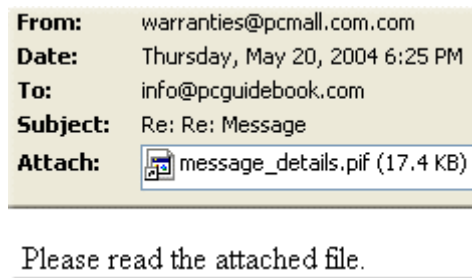 From: warranties@pcmall.com.com
Date: Thursday, May 20, 2004 6:25 PM
To: info@pcguidebook.com
Subject: Re: Re: Message
Attach: message_details.pif (17.4 KB)
Please read the attached file.